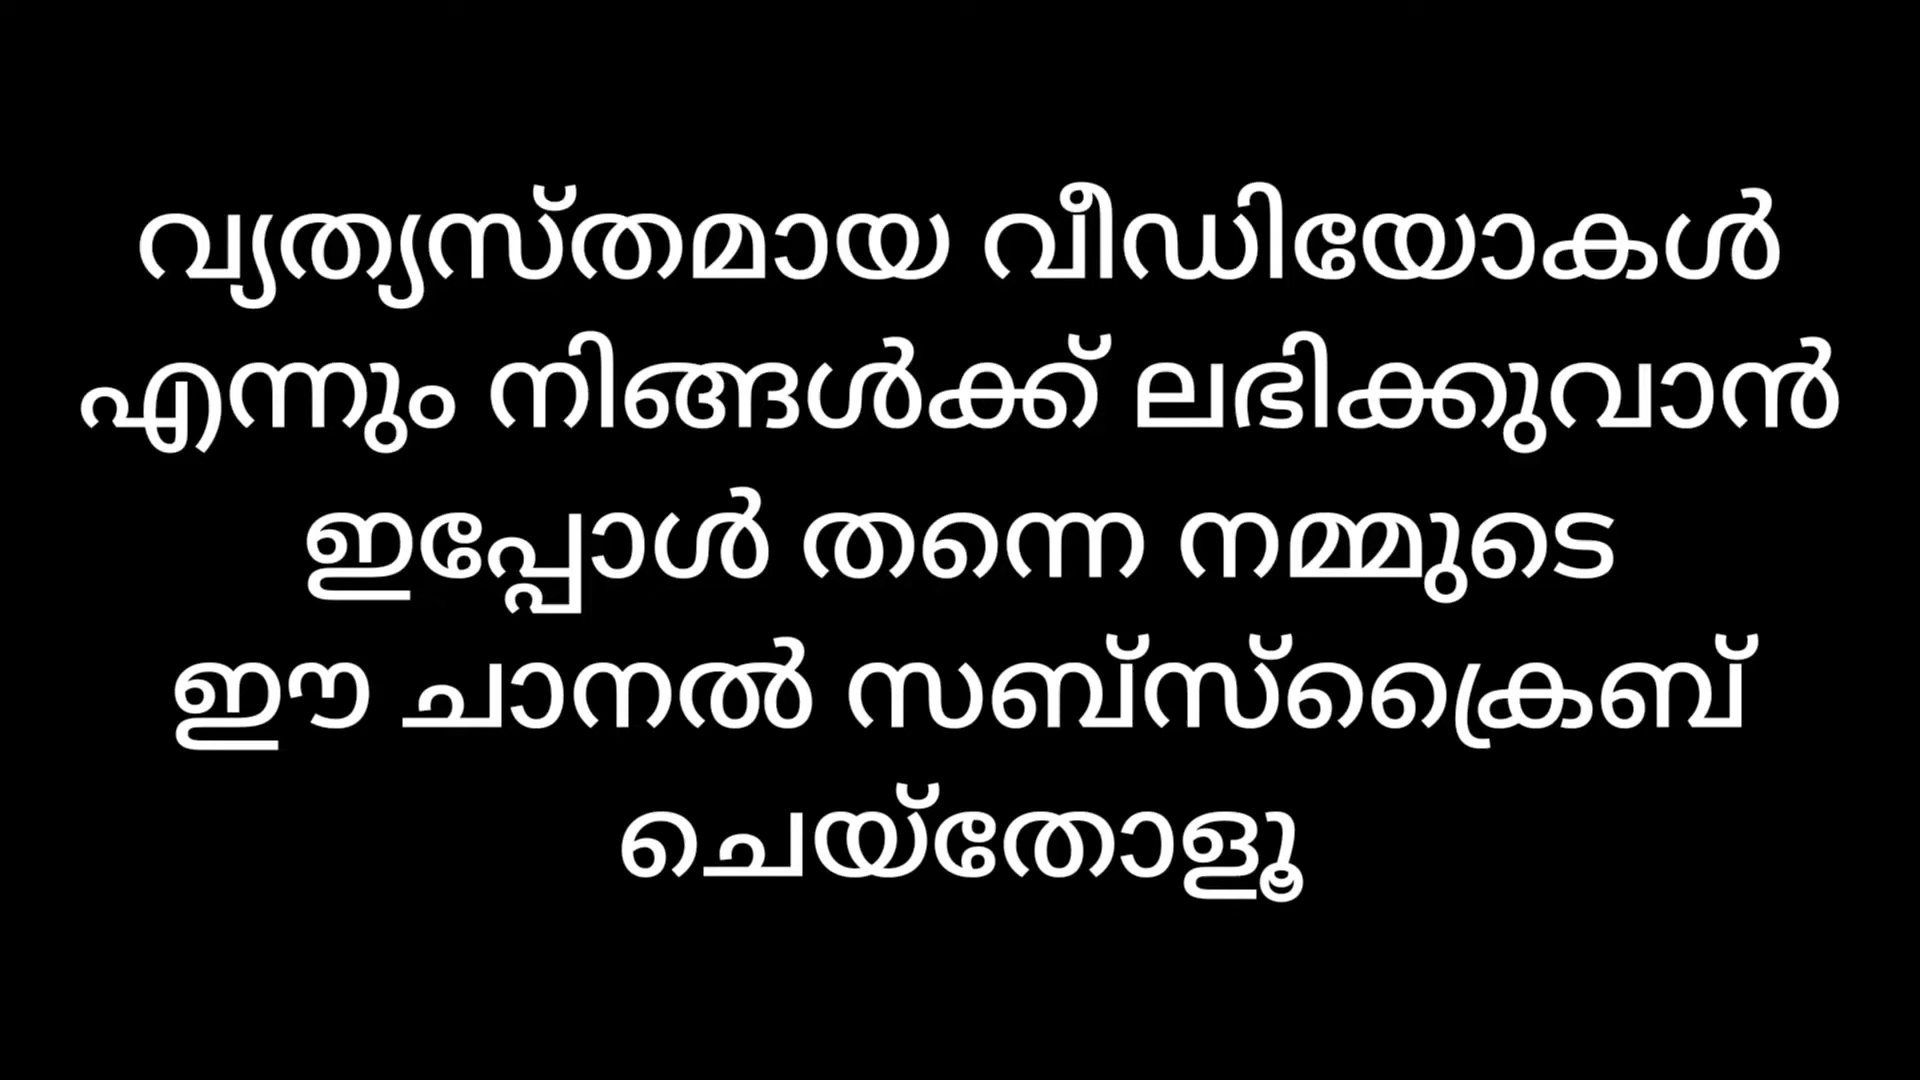 വ്യത്യസ്തമായ വീഡിയോകൾ
എന്നും നിങ്ങൾക്ക് ലഭിക്കുവാൻ
ഇപ്പോൾ തന്നെ നമ്മുടെ
ഈ ചാനൽ സബ്സ്ക്രൈബ്
ചെയ്തോളൂ